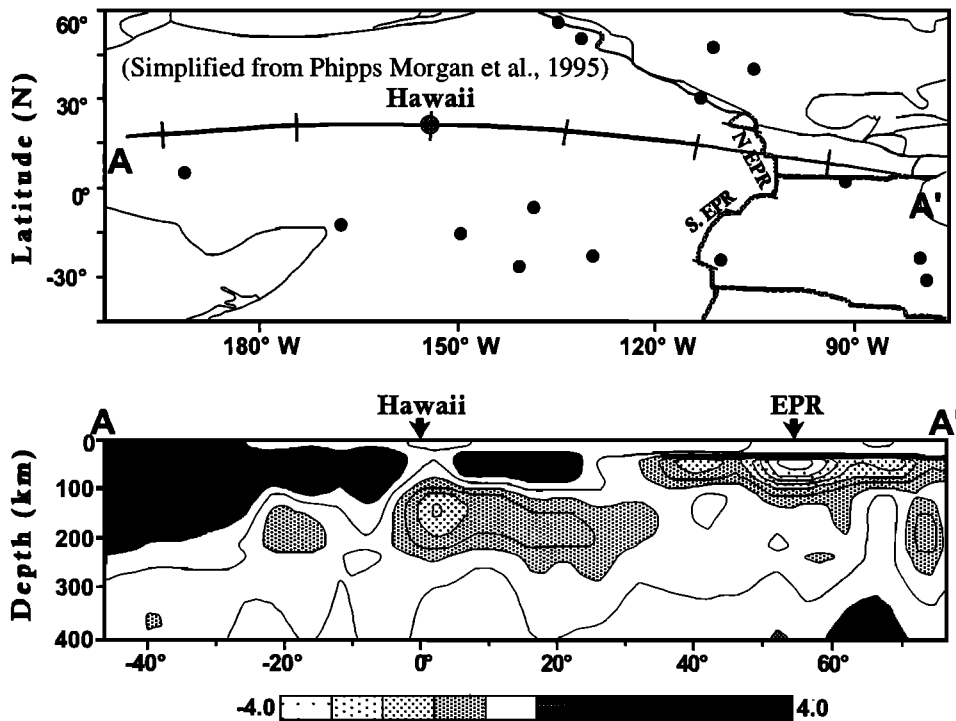 60°
30°
0°
-30°
Latitude (N)
(Simplified from Phipps Morgan et al., 1995)
Hawaii
A
N EPR
S. EPR
A'
180° W
150° W
120° W
90° W
A
Hawaii
EPR
A'
0
100
200
300
400
Depth (km)
-40°
-20°
0°
20°
40°
60°
-4.0
4.0